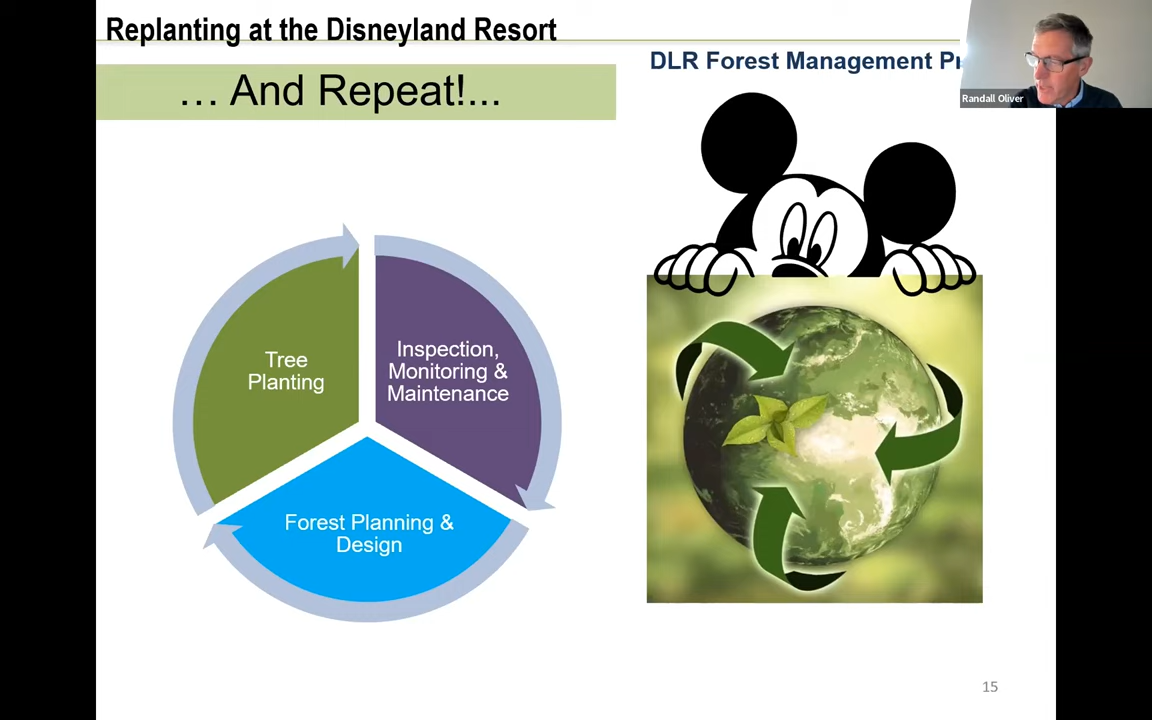 Replanting at the Disneyland Resort
… And Repeat!...
DLR Forest Management Pr
Randall Oliver
Tree
Planting
Inspection,
Monitoring &
Maintenance
Forest Planning &
Design
15